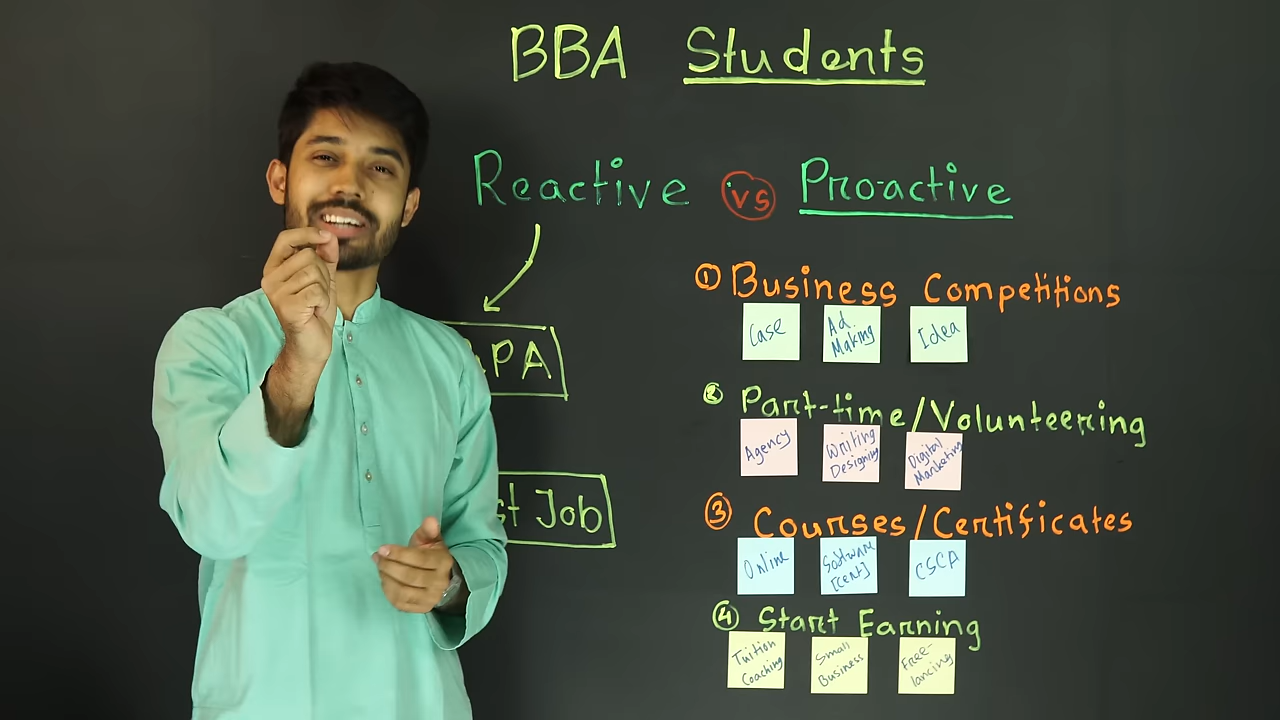 BBA Students
Reactive vs Pro-active
① Business Competitions
Case
Ad Making
Idea
PA
② Part-time/Volunteering
Agency
Writing Designing
Digital Marketing
st Job
③ Courses/Certificates
Online
Software [cert]
CSCA
④ Start Earning
Tuition Coaching
Small Business
Free-lancing